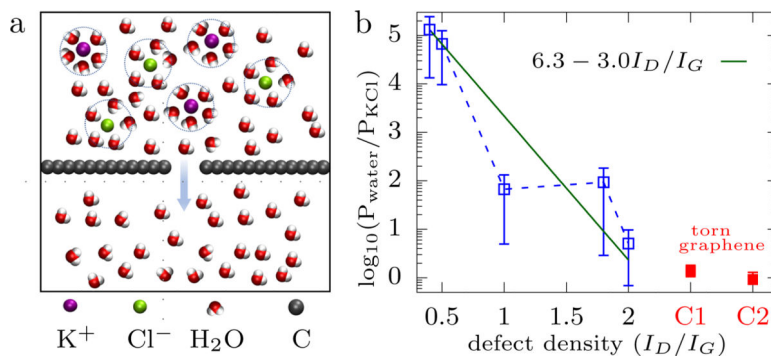 a
K+ Cl− H2O C
b
log10(Pwater/PKCl)
5
4
3
2
1
0
6.3 − 3.0ID/IG
torn
graphene
0.5 1 1.5 2 C1 C2
defect density (ID/IG)